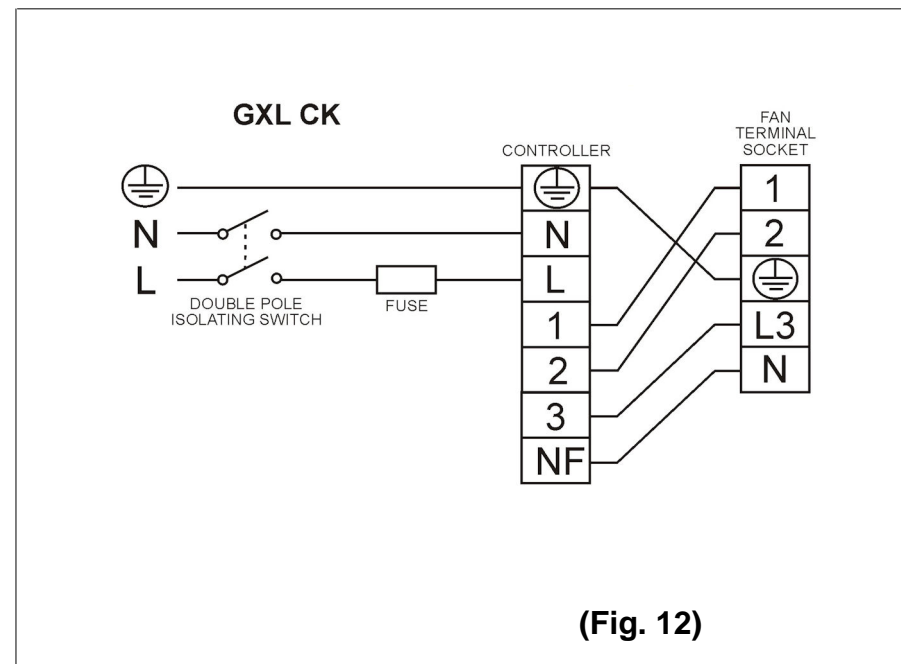 GXL CK
CONTROLLER
FAN
TERMINAL
SOCKET
N
L
DOUBLE POLE
ISOLATING SWITCH
FUSE
N
L
1
2
3
NF
1
2
L3
N
(Fig. 12)